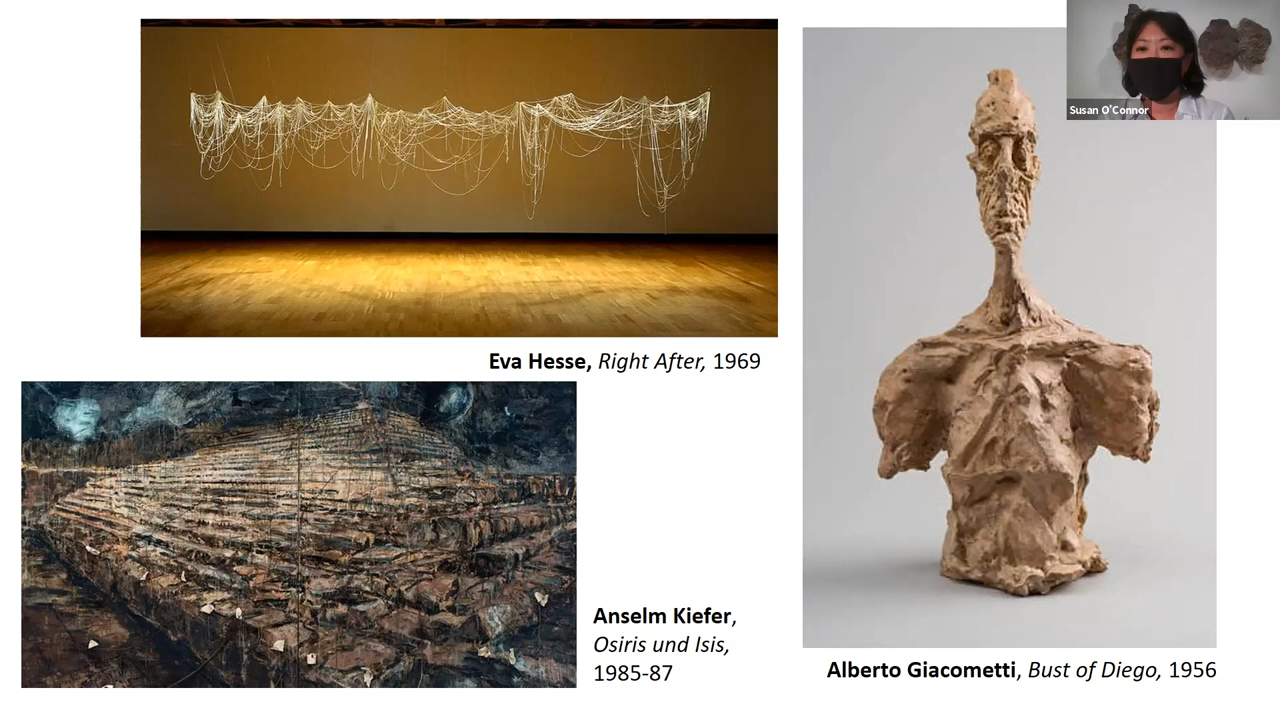 Susan O'Connor
Eva Hesse, Right After, 1969
Anselm Kiefer,
Osiris und Isis,
1985-87
Alberto Giacometti, Bust of Diego, 1956